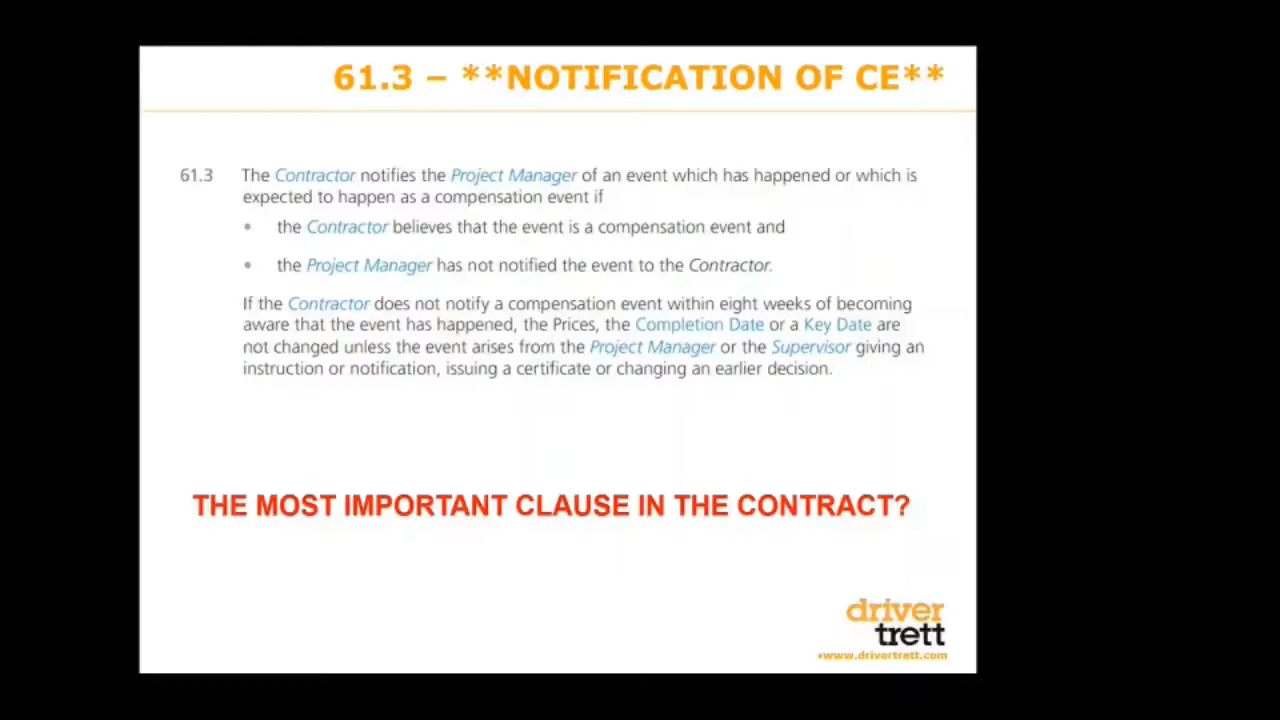 61.3 – **NOTIFICATION OF CE**
61.3 The Contractor notifies the Project Manager of an event which has happened or which is
expected to happen as a compensation event if
• the Contractor believes that the event is a compensation event and
• the Project Manager has not notified the event to the Contractor.
If the Contractor does not notify a compensation event within eight weeks of becoming
aware that the event has happened, the Prices, the Completion Date or a Key Date are
not changed unless the event arises from the Project Manager or the Supervisor giving an
instruction or notification, issuing a certificate or changing an earlier decision.
THE MOST IMPORTANT CLAUSE IN THE CONTRACT?
driver
trett
•www.drivertrett.com